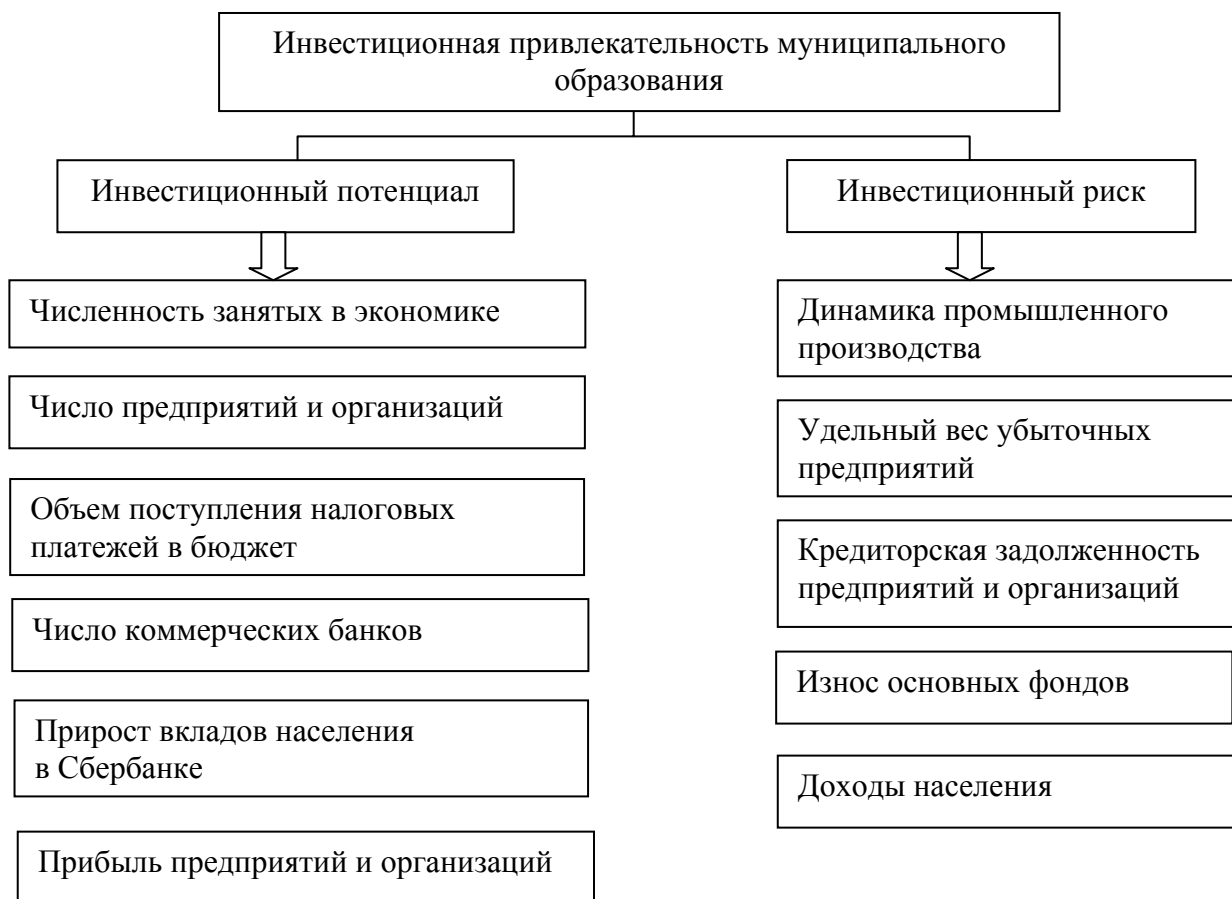 Инвестиционная привлекательность муниципального
образования
Инвестиционный потенциал
Инвестиционный риск
Численность занятых в экономике
Число предприятий и организаций
Объем поступления налоговых
платежей в бюджет
Число коммерческих банков
Прирост вкладов населения
в Сбербанке
Прибыль предприятий и организаций
Динамика промышленного
производства
Удельный вес убыточных
предприятий
Кредиторская задолженность
предприятий и организаций
Износ основных фондов
Доходы населения